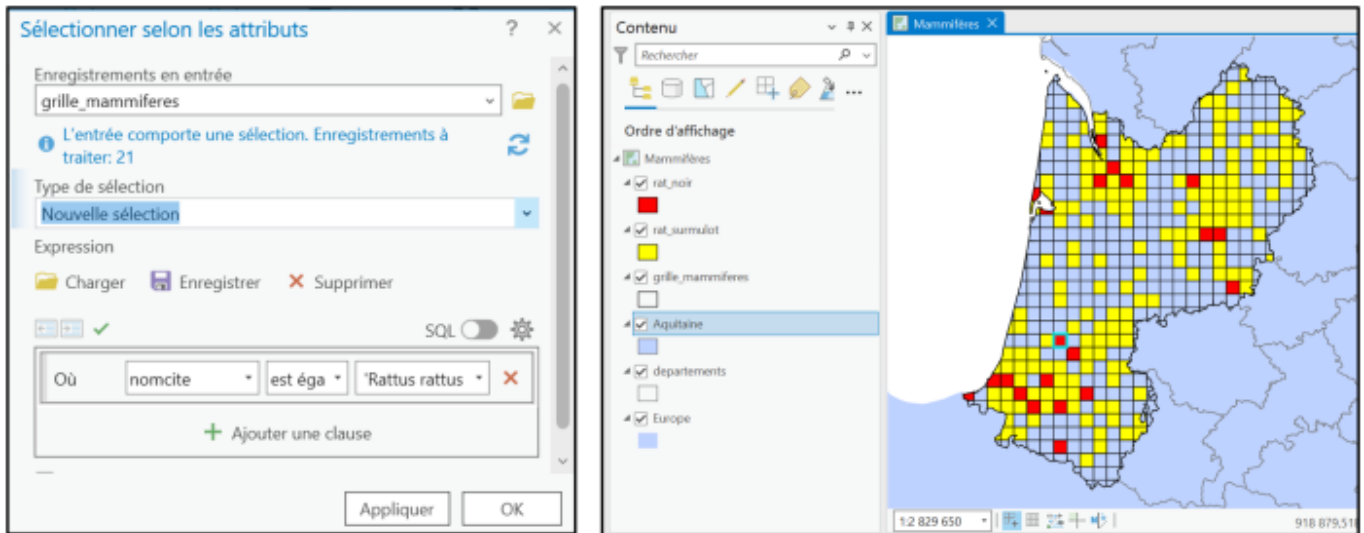 Sélectionner selon les attributs ? ×
Enregistrements en entrée
grille_mammiferes
L'entrée comporte une sélection. Enregistrements à
traiter: 21
Type de sélection
Nouvelle sélection
Expression
Charger Enregistrer Supprimer
SQL
Où nomcite est éga 'Rattus rattus
Ajouter une clause
Appliquer OK
Contenu
Rechercher
Ordre d'affichage
Mammifères
rat_noir
rat_surmulot
grille_mammiferes
Aquitaine
departements
Europe
Mammifères
1:2 829 650
918 879,51